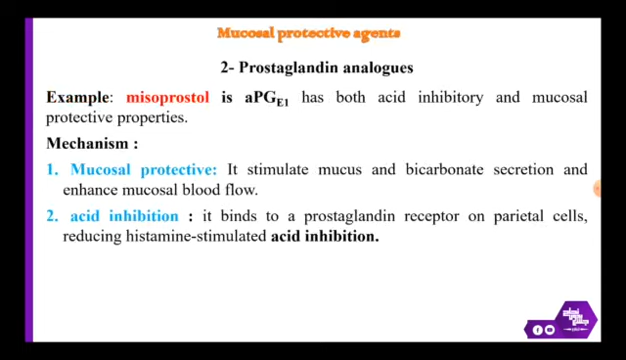 Mucosal protective agents
2- Prostaglandin analogues
Example: misoprostol is aPGE1 has both acid inhibitory and mucosal
protective properties.
Mechanism :
1. Mucosal protective: It stimulate mucus and bicarbonate secretion and
enhance mucosal blood flow.
2. acid inhibition : it binds to a prostaglandin receptor on parietal cells,
reducing histamine-stimulated acid inhibition.